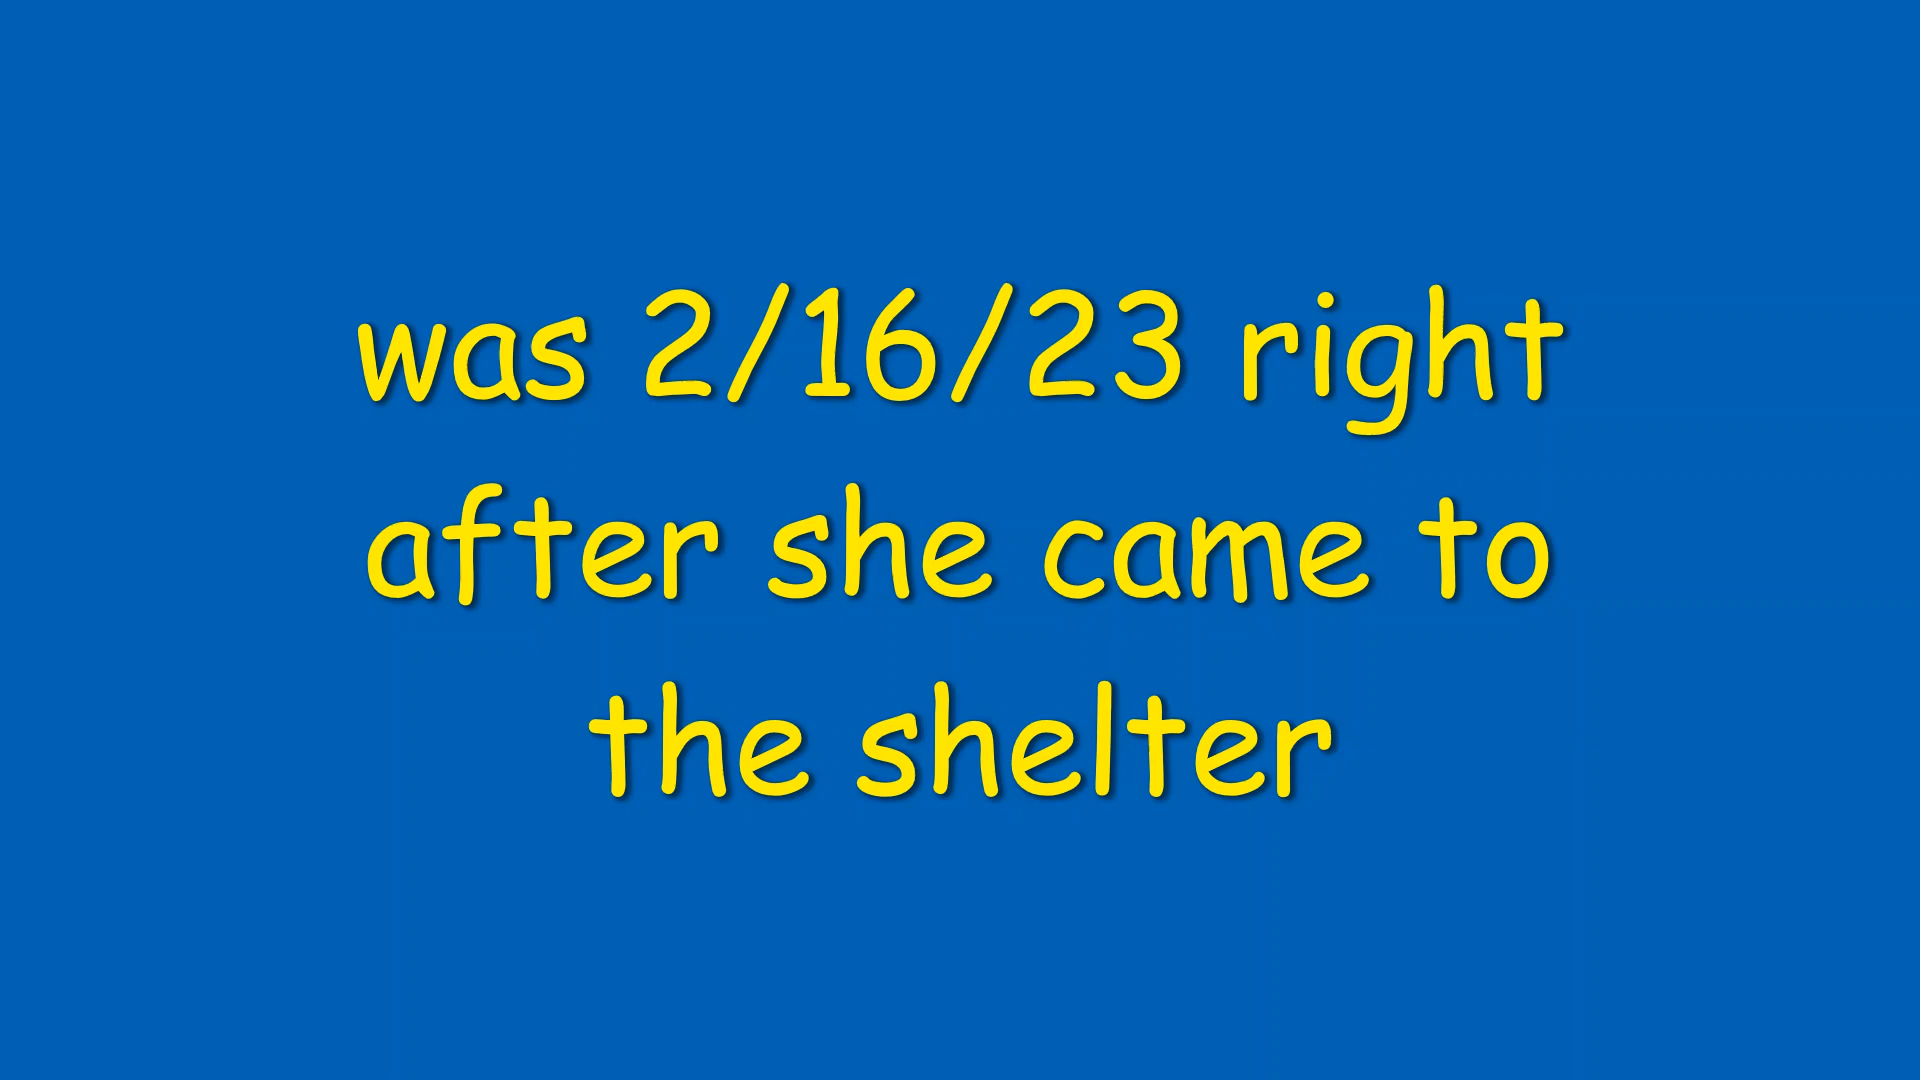 was 2/16/23 right
after she came to
the shelter